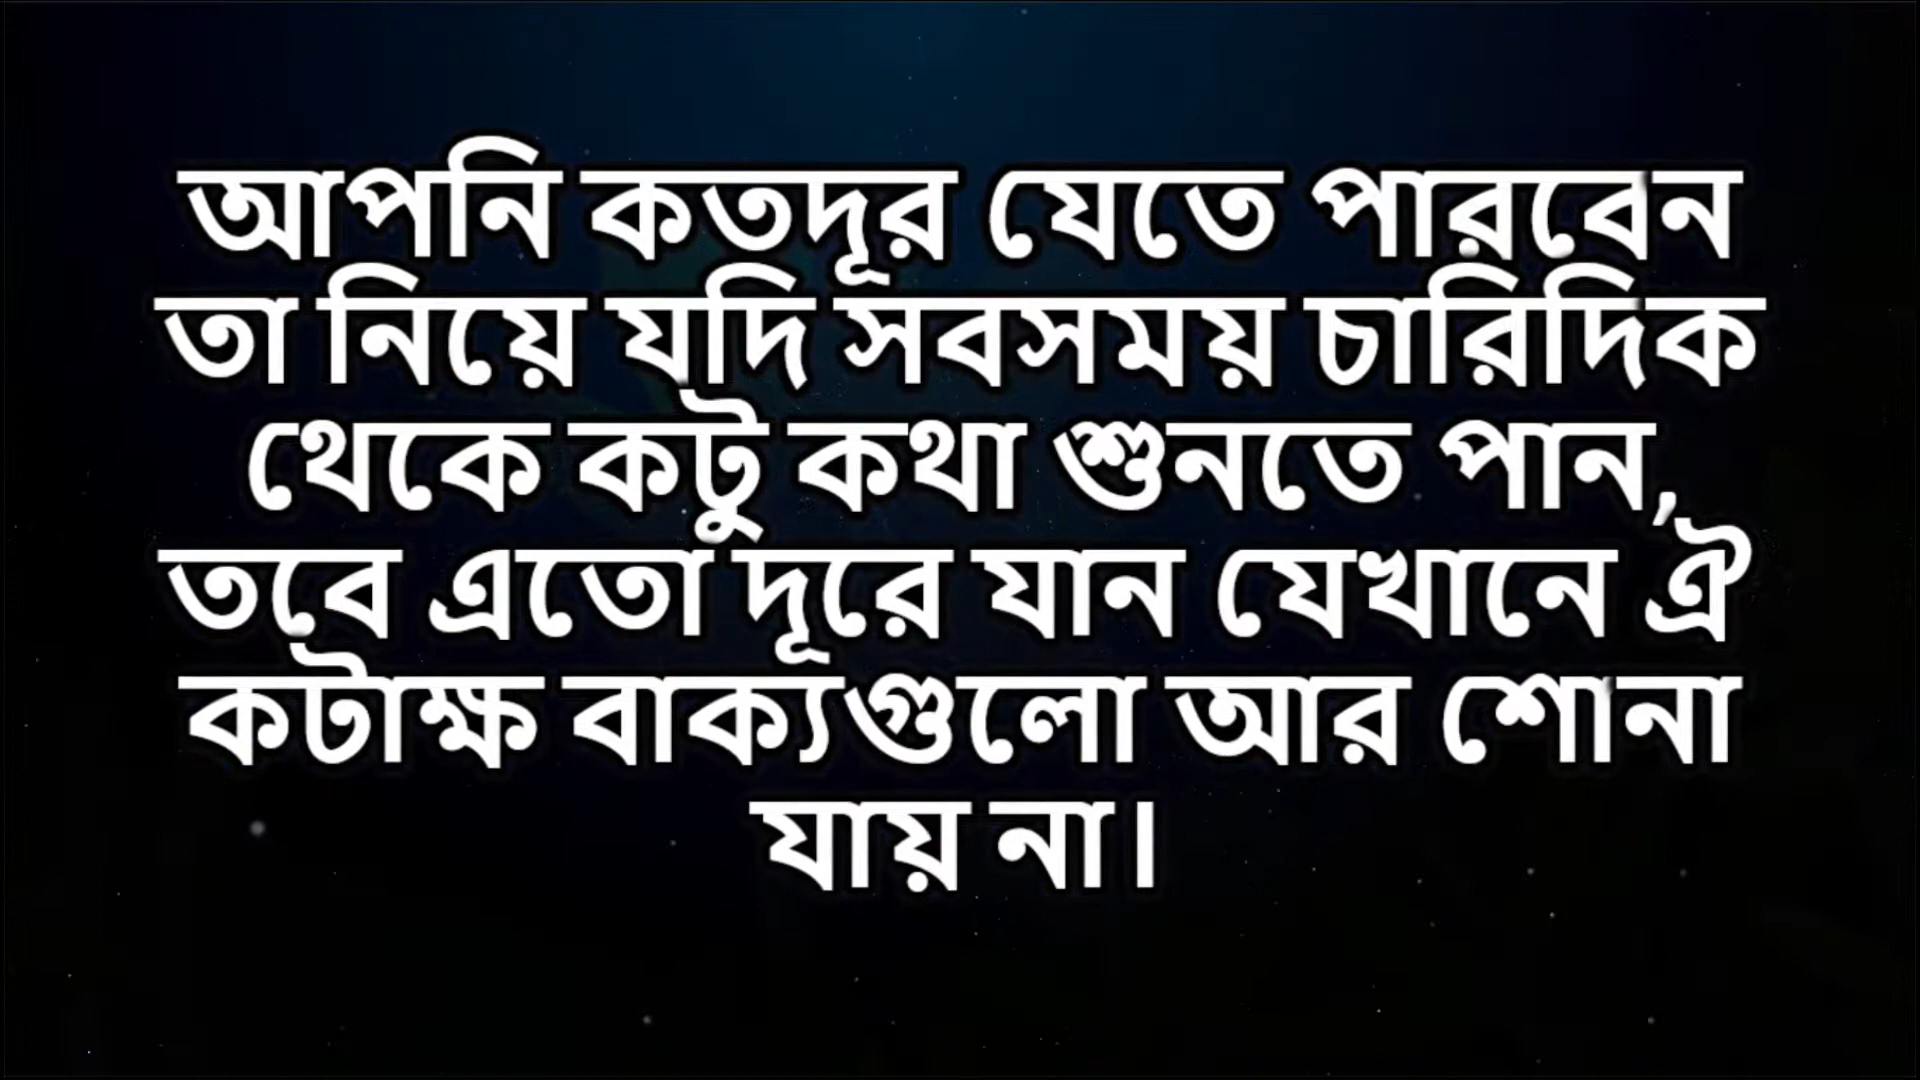 আপনি কতদূর যেতে পারবেন
তা নিয়ে যদি সবসময় চারিদিক
থেকে কটু কথা শুনতে পান,
তবে এতো দূরে যান যেখানে ঐ
কটাক্ষ বাক্যগুলো আর শোনা
যায় না।